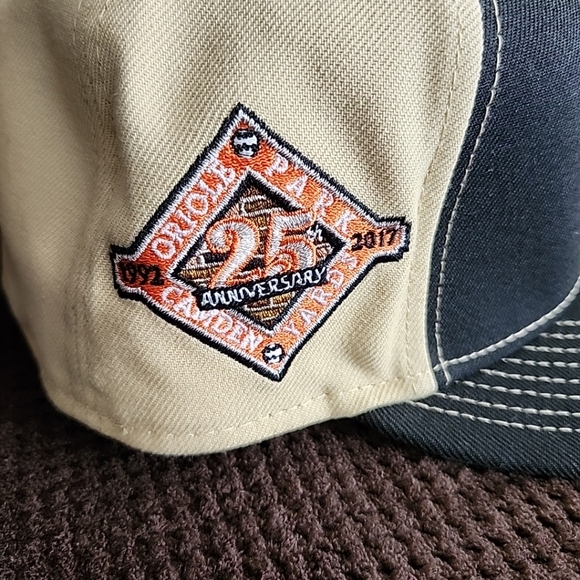 ORIOLE PARK
1992
25th
2017
ANNIVERSARY
CAMDEN YARDS